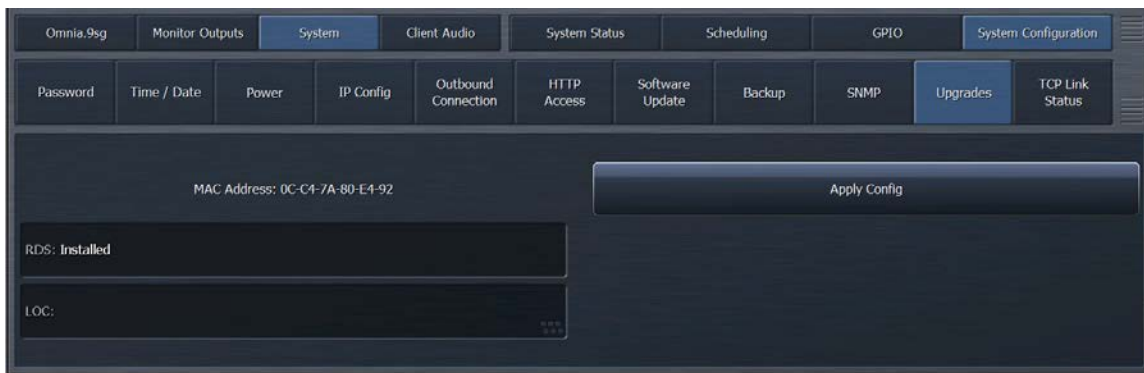 Omnia.9sg Monitor Outputs System Client Audio System Status Scheduling GPIO System Configuration
Password Time / Date Power IP Config Outbound Connection HTTP Access Software Update Backup SNMP Upgrades TCP Link Status
MAC Address: 0C-C4-7A-80-E4-92 Apply Config
RDS: Installed
LOC: